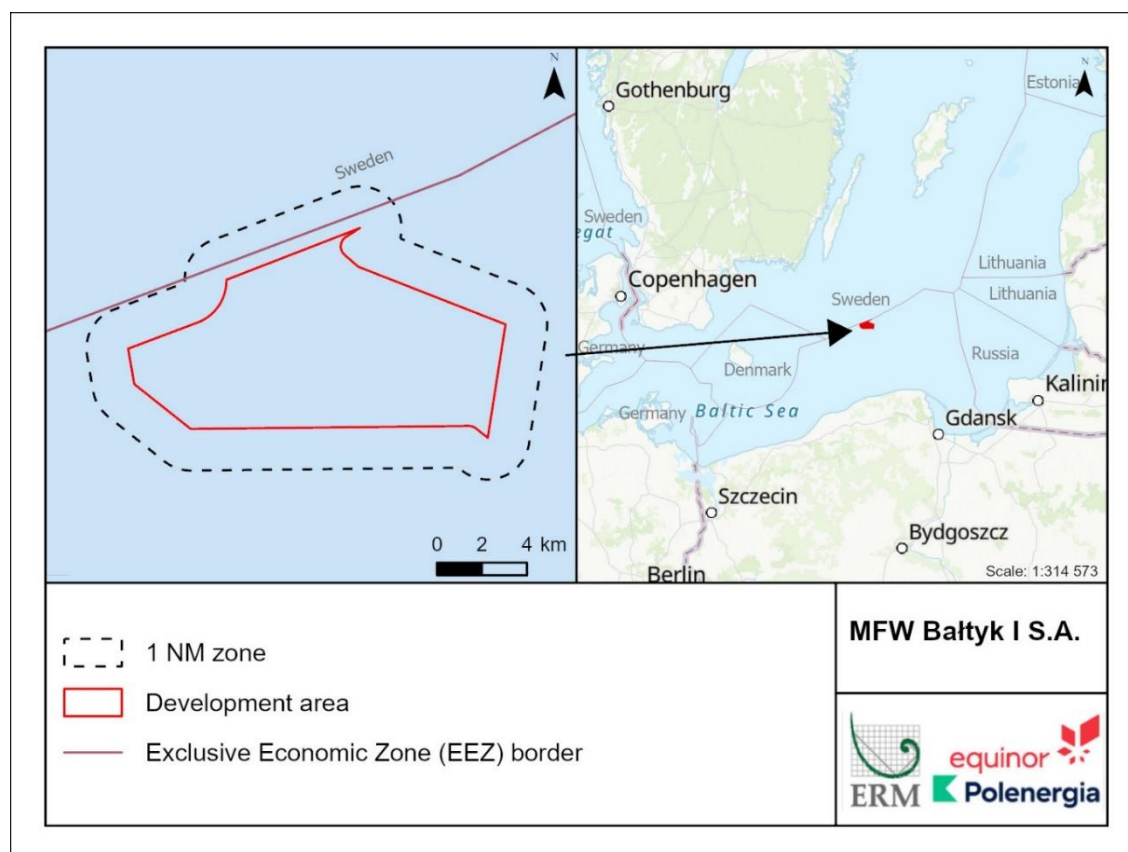 N
Sweden
0 2 4 km
N
Gothenburg
Estonia
Sweden
egat
Copenhagen
Lithuania
Lithuania
Sweden
Germany
Denmark
Russia
Kalinin
Germany
Baltic Sea
Gdansk
Szczecin
Bydgoszcz
Berlin
Scale: 1:314 573
1 NM zone
Development area
Exclusive Economic Zone (EEZ) border
MFW Bałtyk I S.A.
ERM
equinor
Polenergia